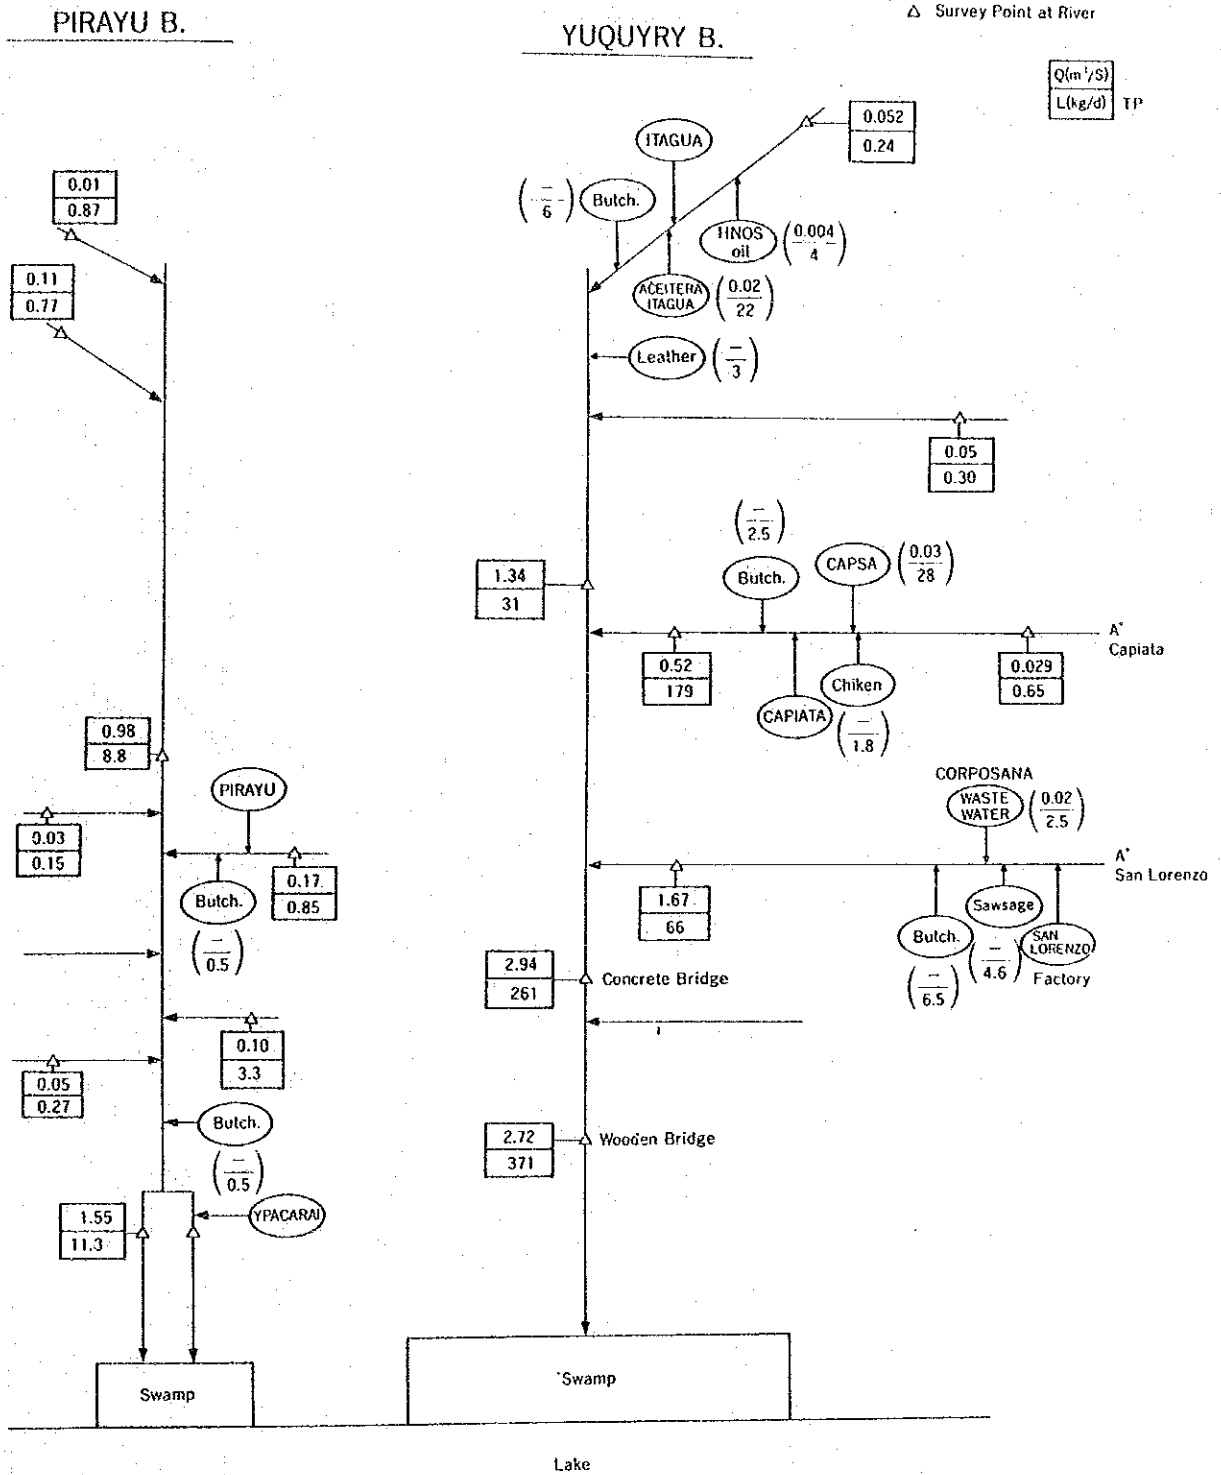 PIRAYU B.
YUQUYRY B.
△ Survey Point at River
Q(m³/S)
L(kg/d) TP
0.052
0.24
ITAGUA
(—/6) Butch.
HNOS
oil
(0.004/4)
ACEITERA
ITAGUA
(0.02/22)
Leather (—/3)
0.05
0.30
0.01
0.87
0.11
0.77
(—/2.5)
Butch.
CAPSA (0.03/28)
1.34
31
A°
Capiata
0.52
179
CAPIATA
Chiken
(—/1.8)
0.029
0.65
0.98
8.8
PIRAYU
0.03
0.15
Butch.
(—/0.5)
0.17
0.85
CORPOSANA
WASTE
WATER
(0.02/2.5)
A°
San Lorenzo
1.67
66
Butch.
(—/6.5)
Sawsage
(—/4.6)
SAN
LORENZO
Factory
2.94
261
Concrete Bridge
0.10
3.3
0.05
0.27
Butch.
(—/0.5)
2.72
371
Wooden Bridge
YPACARAI
1.55
11.3
Swamp
Swamp
Lake